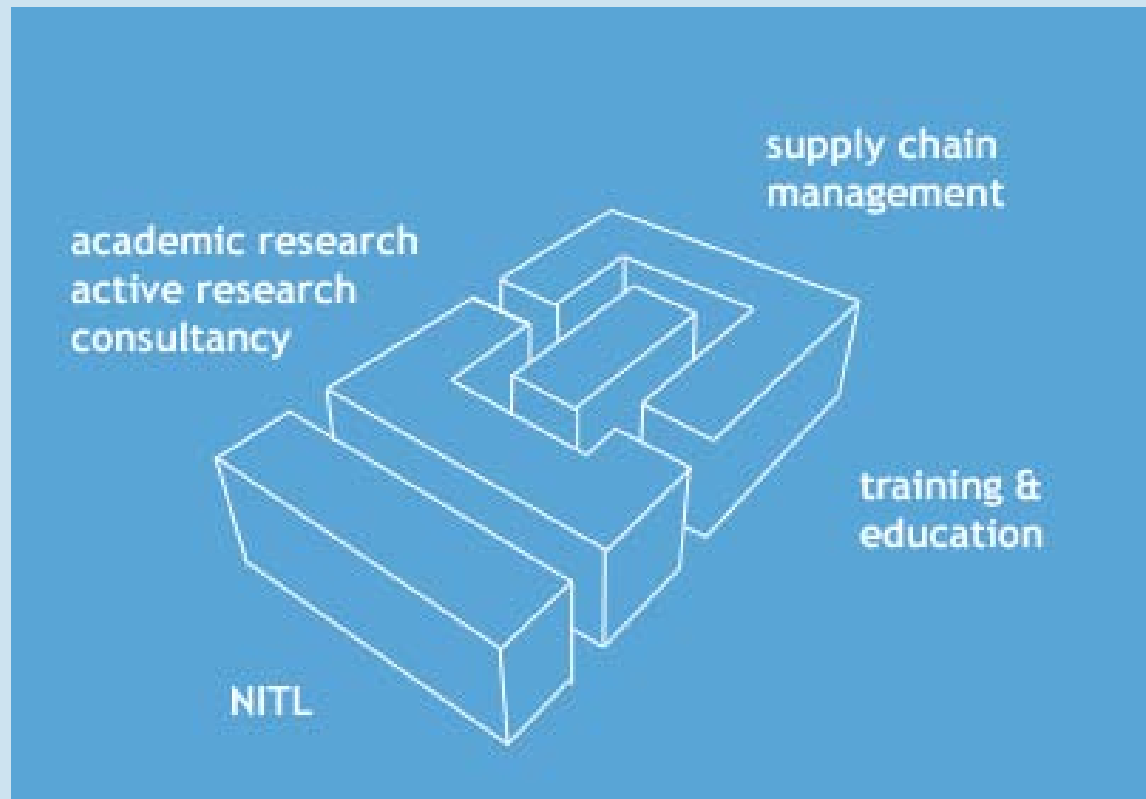 supply chain
management
academic research
active research
consultancy
training &
education
NITL